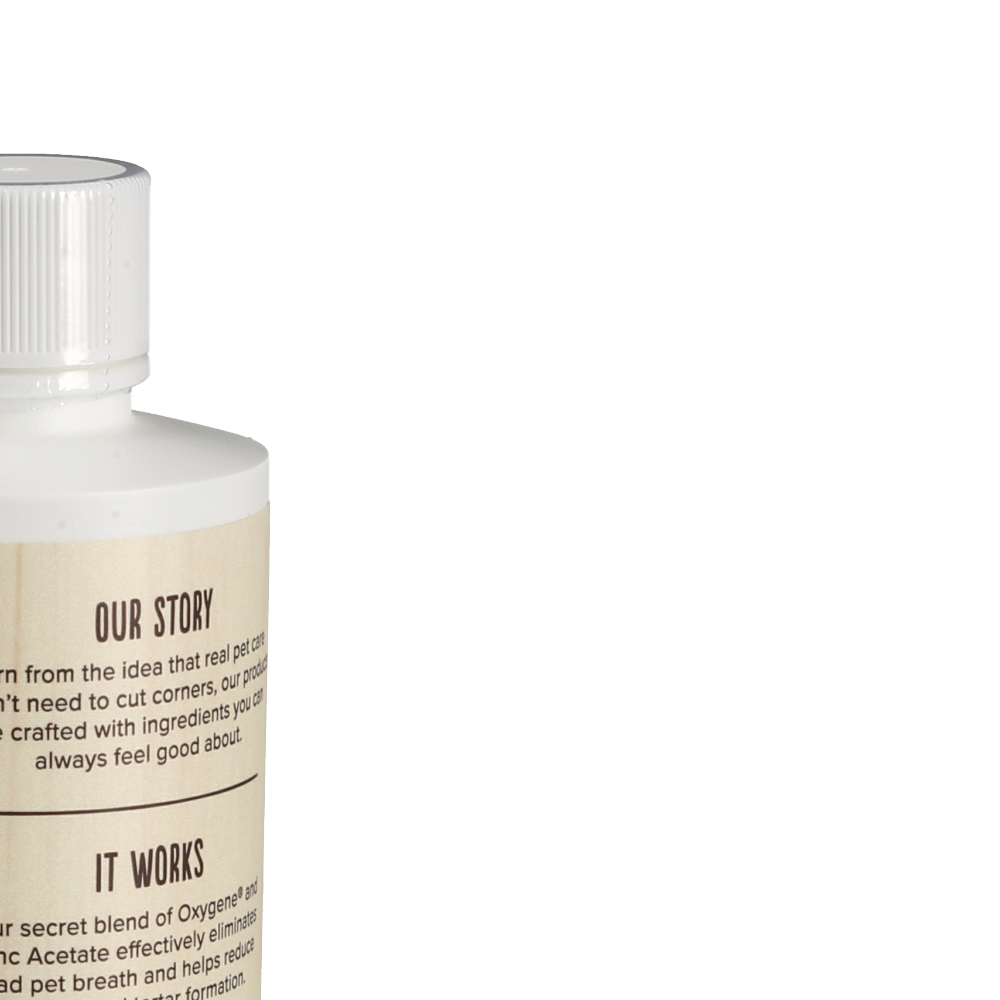 OUR STORY
rn from the idea that real pet care
n't need to cut corners, our products
e crafted with ingredients you can
always feel good about.
IT WORKS
ur secret blend of Oxygene® and
nc Acetate effectively eliminates
ad pet breath and helps reduce
formation.